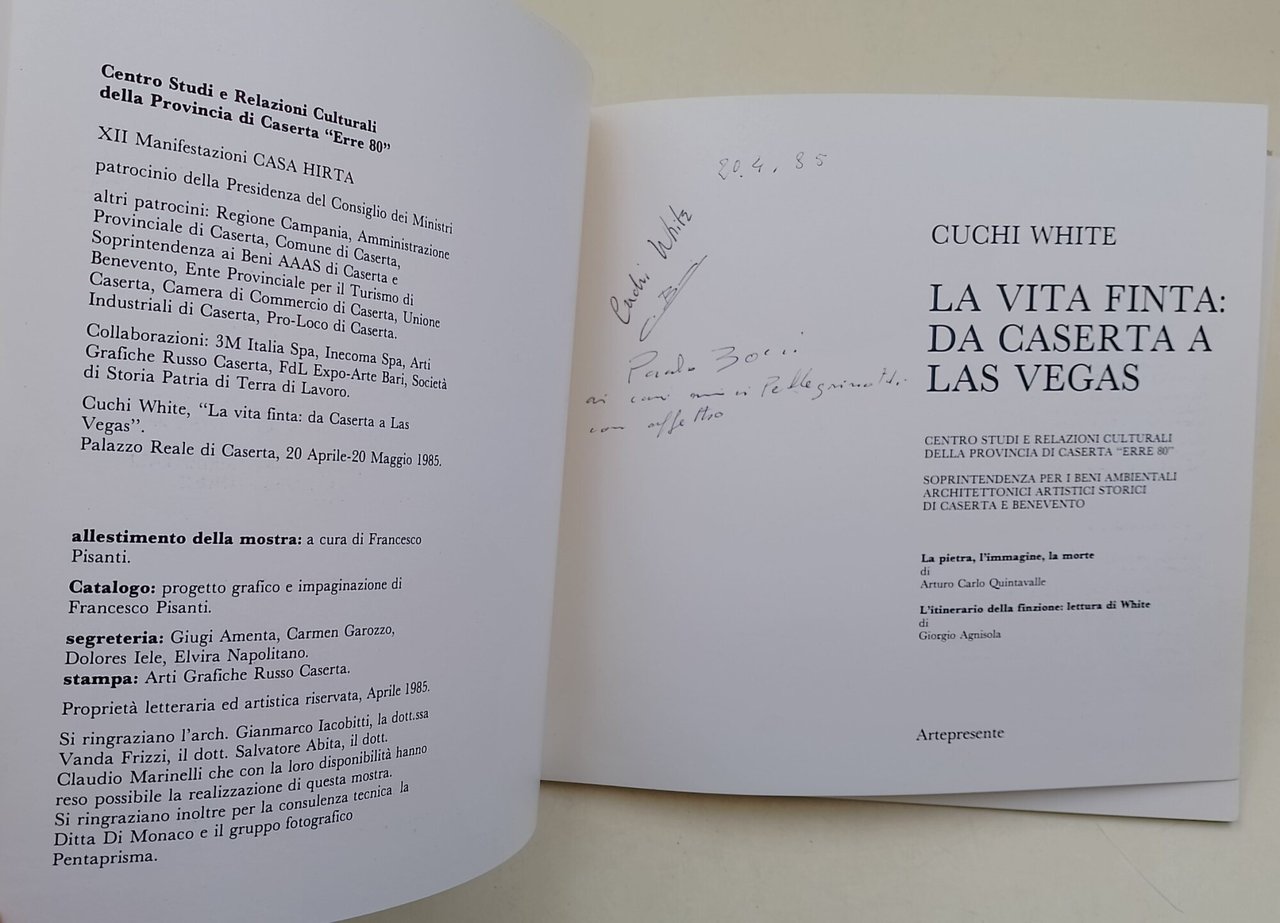 Centro Studi e Relazioni Culturali
della Provincia di Caserta “Erre 80”
XII Manifestazioni CASA HIRTA
patrocinio della Presidenza del Consiglio dei Ministri
altri patrocini: Regione Campania, Amministrazione
Provinciale di Caserta, Comune di Caserta,
Soprintendenza ai Beni AAAS di Caserta e
Benevento, Ente Provinciale per il Turismo di
Caserta, Camera di Commercio di Caserta, Unione
Industriali di Caserta, Pro-Loco di Caserta.
Collaborazioni: 3M Italia Spa, Inecoma Spa, Arti
Grafiche Russo Caserta, FdL Expo-Arte Bari, Società
di Storia Patria di Terra di Lavoro.
Cuchi White, “La vita finta: da Caserta a Las
Vegas”.
Palazzo Reale di Caserta, 20 Aprile-20 Maggio 1985.
allestimento della mostra: a cura di Francesco
Pisanti.
Catalogo: progetto grafico e impaginazione di
Francesco Pisanti.
segreteria: Giugi Amenta, Carmen Garozzo,
Dolores Iele, Elvira Napolitano.
stampa: Arti Grafiche Russo Caserta.
Proprietà letteraria ed artistica riservata, Aprile 1985.
Si ringraziano l’arch. Gianmarco Iacobitti, la dott.ssa
Vanda Frizzi, il dott. Salvatore Abita, il dott.
Claudio Marinelli che con la loro disponibilità hanno
reso possibile la realizzazione di questa mostra.
Si ringraziano inoltre per la consulenza tecnica la
Ditta Di Monaco e il gruppo fotografico
Pentaprisma.
20.4.85
Cuchi White
ai cari
con affetto
CUCHI WHITE
LA VITA FINTA:
DA CASERTA A
LAS VEGAS
CENTRO STUDI E RELAZIONI CULTURALI
DELLA PROVINCIA DI CASERTA “ERRE 80”
SOPRINTENDENZA PER I BENI AMBIENTALI
ARCHITETTONICI ARTISTICI STORICI
DI CASERTA E BENEVENTO
La pietra, l’immagine, la morte
di
Arturo Carlo Quintavalle
L’itinerario della finzione: lettura di White
di
Giorgio Agnisola
Artepresente